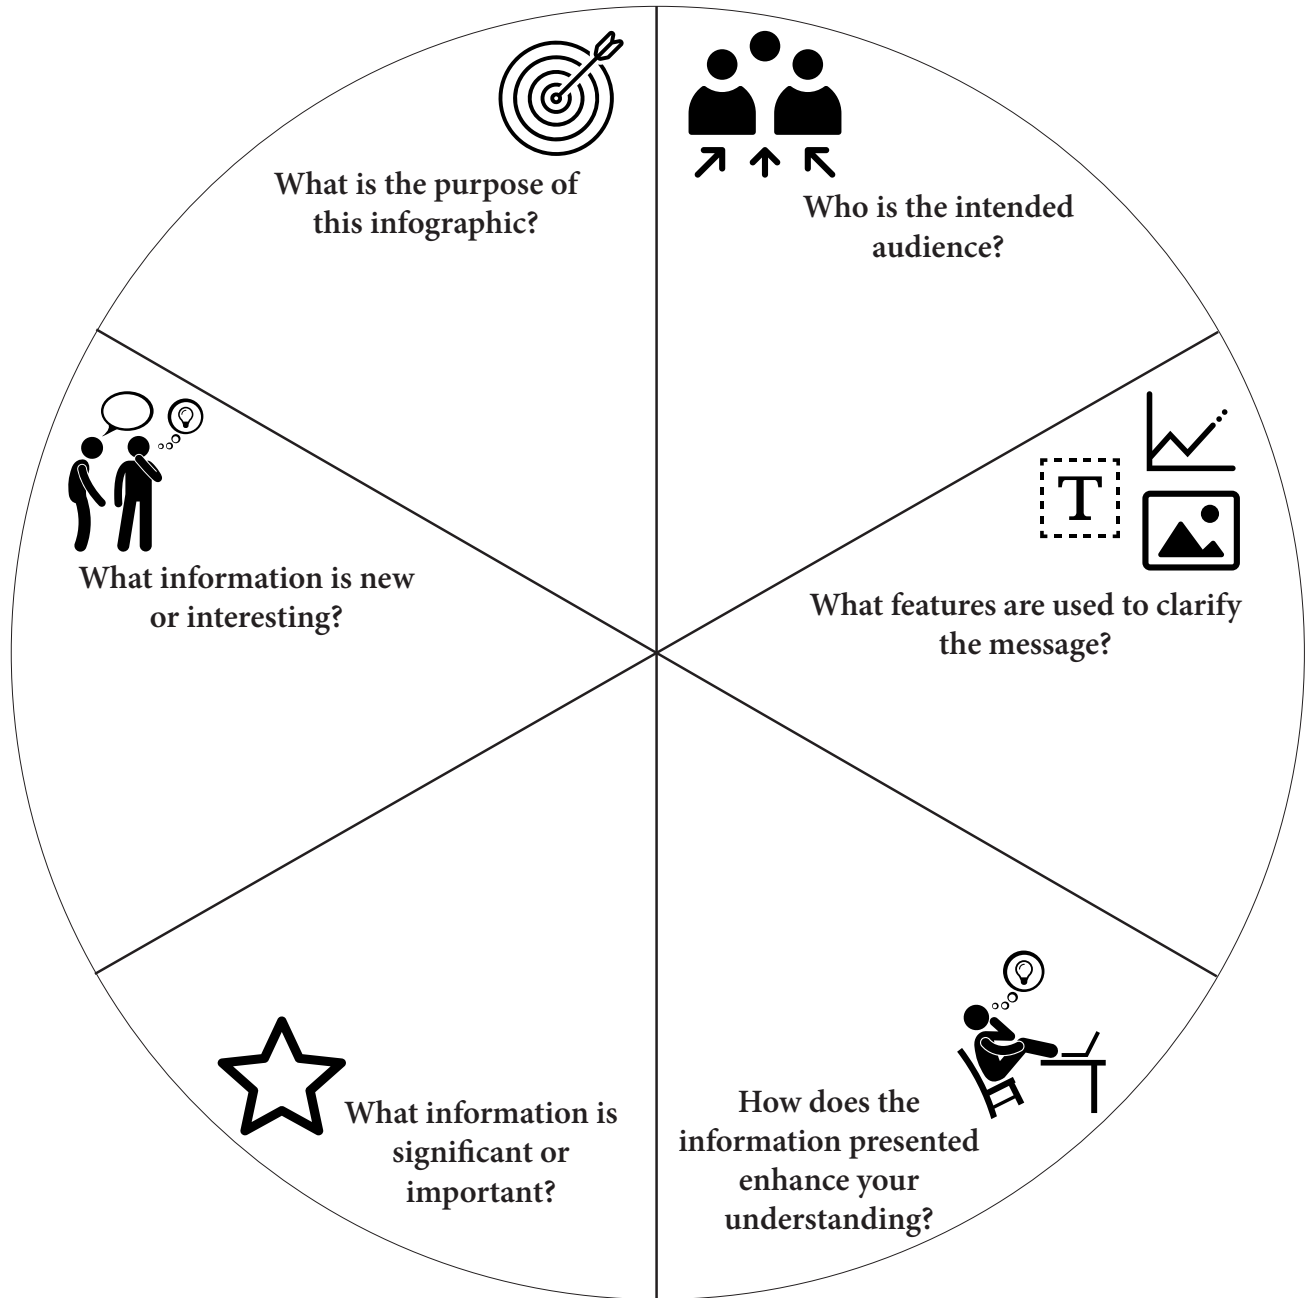 What is the purpose of
this infographic?
Who is the intended
audience?
What information is new
or interesting?
T
What features are used to clarify
the message?
What information is
significant or
important?
How does the
information presented
enhance your
understanding?